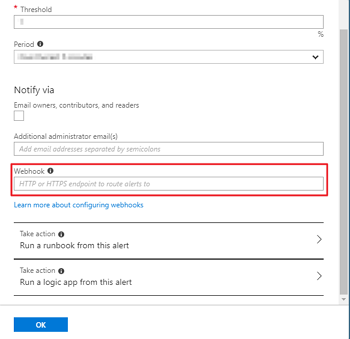 * Threshold
%
Period
Notify via
Email owners, contributors, and readers
Additional administrator email(s)
Add email addresses separated by semicolons
Webhook
HTTP or HTTPS endpoint to route alerts to
Learn more about configuring webhooks
Take action
Run a runbook from this alert
Take action
Run a logic app from this alert
OK